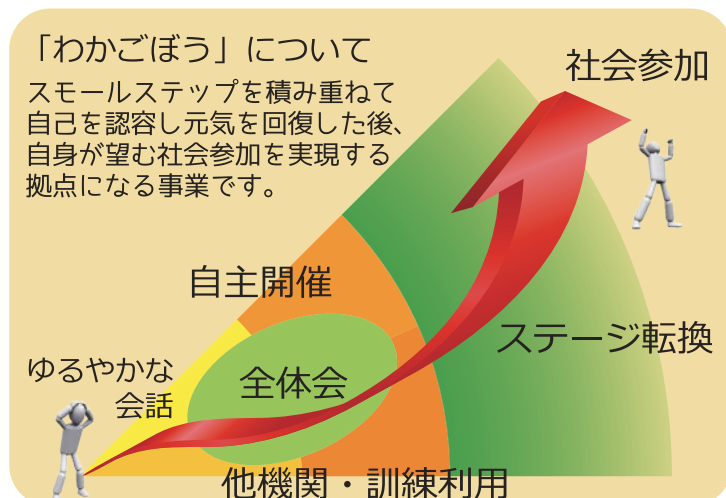 「わかごぼう」について
スモールステップを積み重ねて
自己を認容し元気を回復した後、
自身が望む社会参加を実現する
拠点になる事業です。
社会参加
自主開催
ステージ転換
ゆるやかな
会話
全体会
他機関・訓練利用